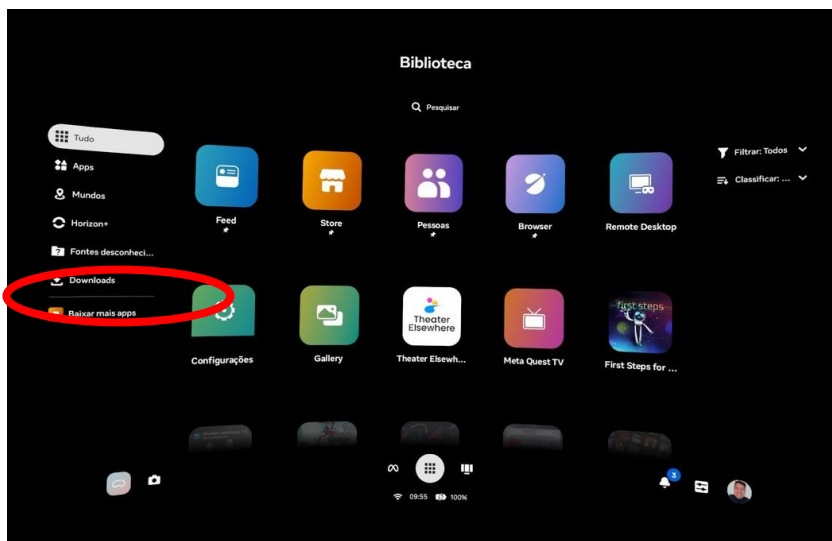 Biblioteca
Pesquisar
Tudo
Apps
Mundos
Horizon+
Fontes desconheci...
Downloads
Baixar mais apps
Filtrar: Todos
Classificar: ...
Feed
Store
Pessoas
Browser
Remote Desktop
Theater
Elsewhere
first steps
Configurações
Gallery
Theater Elsewh...
Meta Quest TV
First Steps for ...
3
09:55
100%